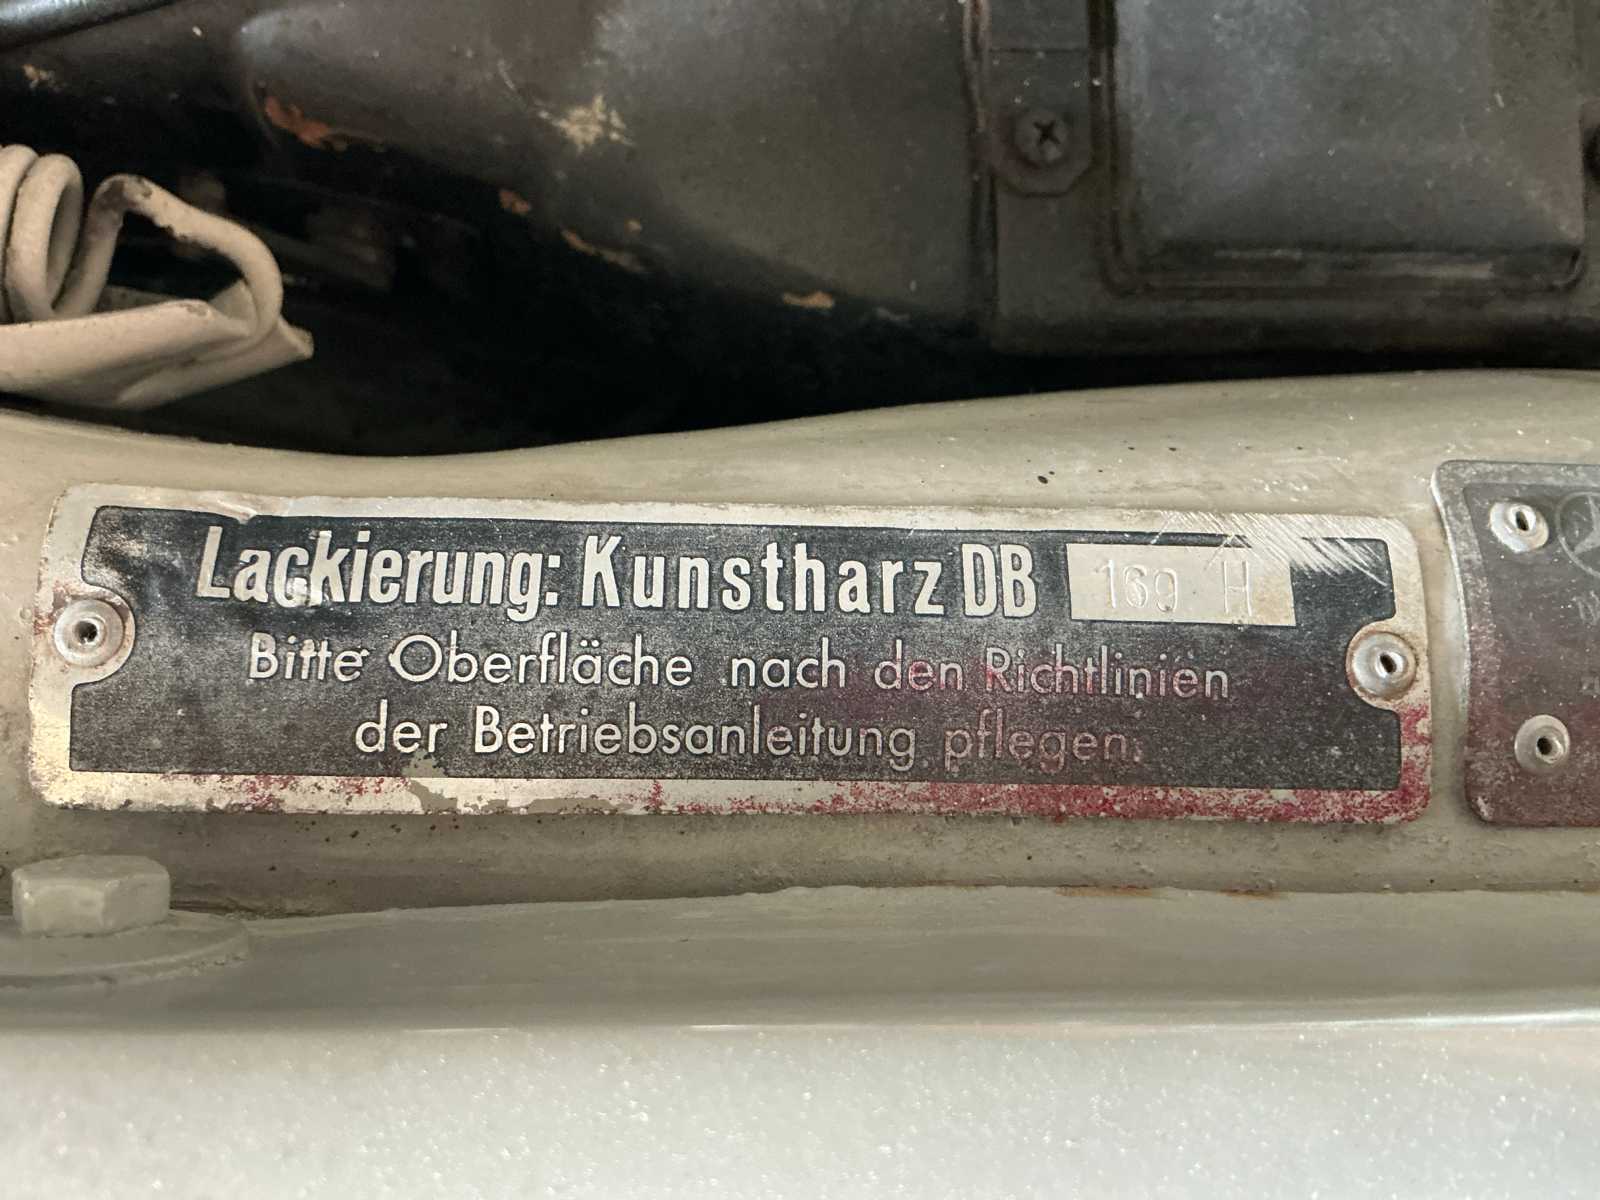 Lackierung: Kunstharz DB 169 H
Bitte Oberfläche nach den Richtlinien
der Betriebsanleitung pflegen.